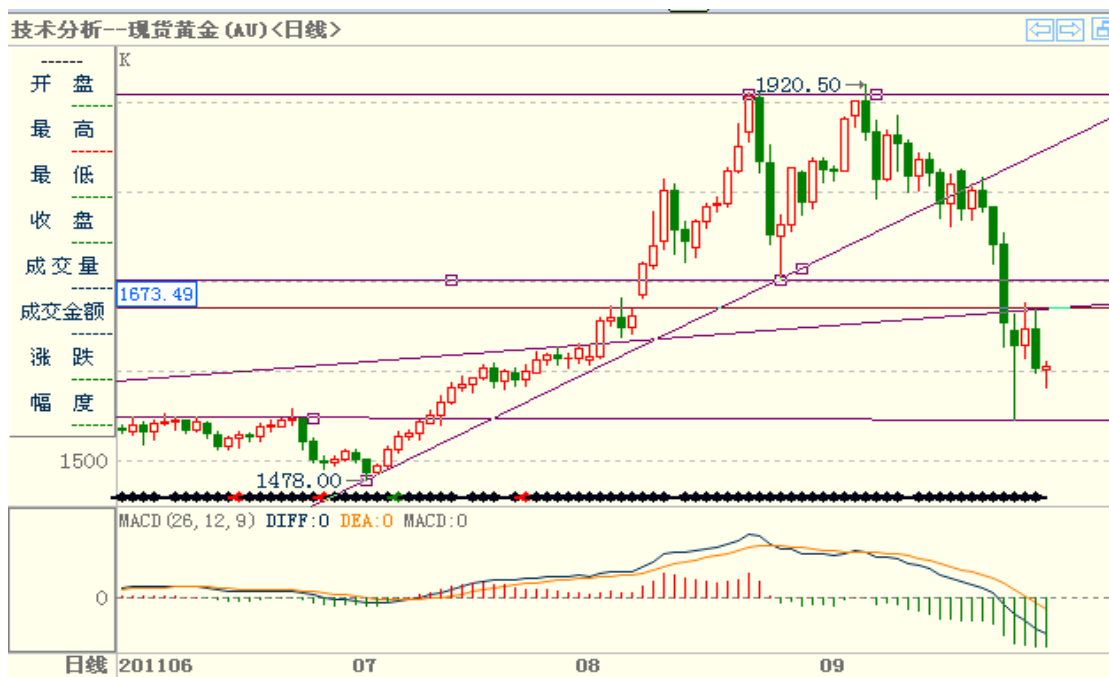 技术分析--现货黄金(AU)<日线>
K
开 盘
最 高
最 低
收 盘
成交量
成交金额
涨 跌
幅 度
1920.50
1673.49
1500
1478.00
MACD(26,12,9) DIFF:0 DEA:0 MACD:0
0
日线 201106 07 08 09